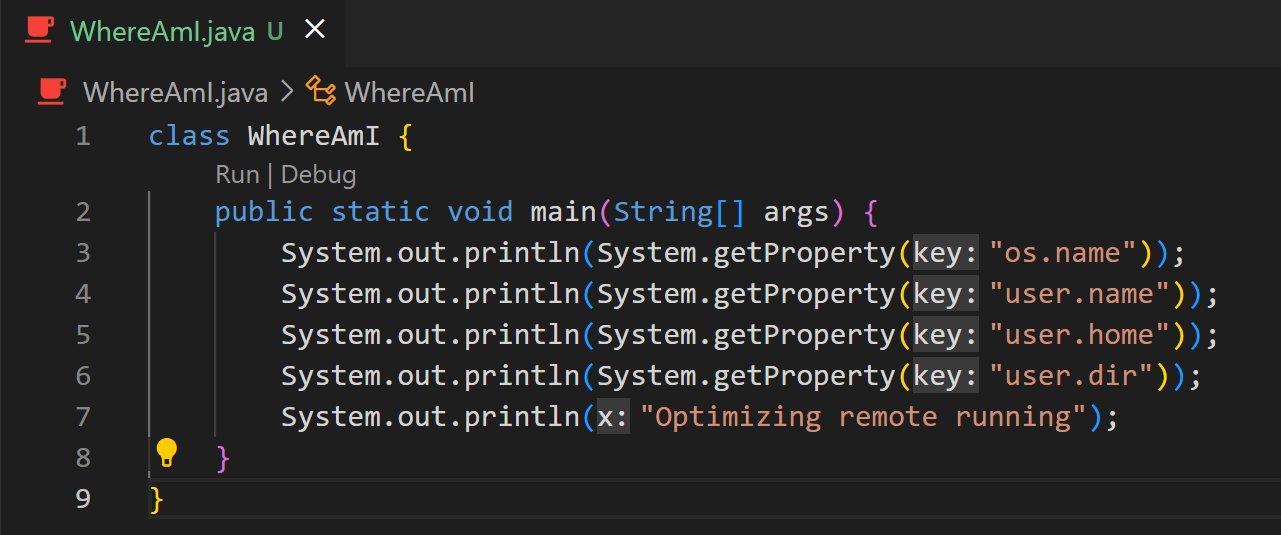 WhereAmI.java U
WhereAmI.java > WhereAmI
1 class WhereAmI {
Run | Debug
2 public static void main(String[] args) {
3 System.out.println(System.getProperty(key: "os.name"));
4 System.out.println(System.getProperty(key: "user.name"));
5 System.out.println(System.getProperty(key: "user.home"));
6 System.out.println(System.getProperty(key: "user.dir"));
7 System.out.println(x: "Optimizing remote running");
8 }
9 }